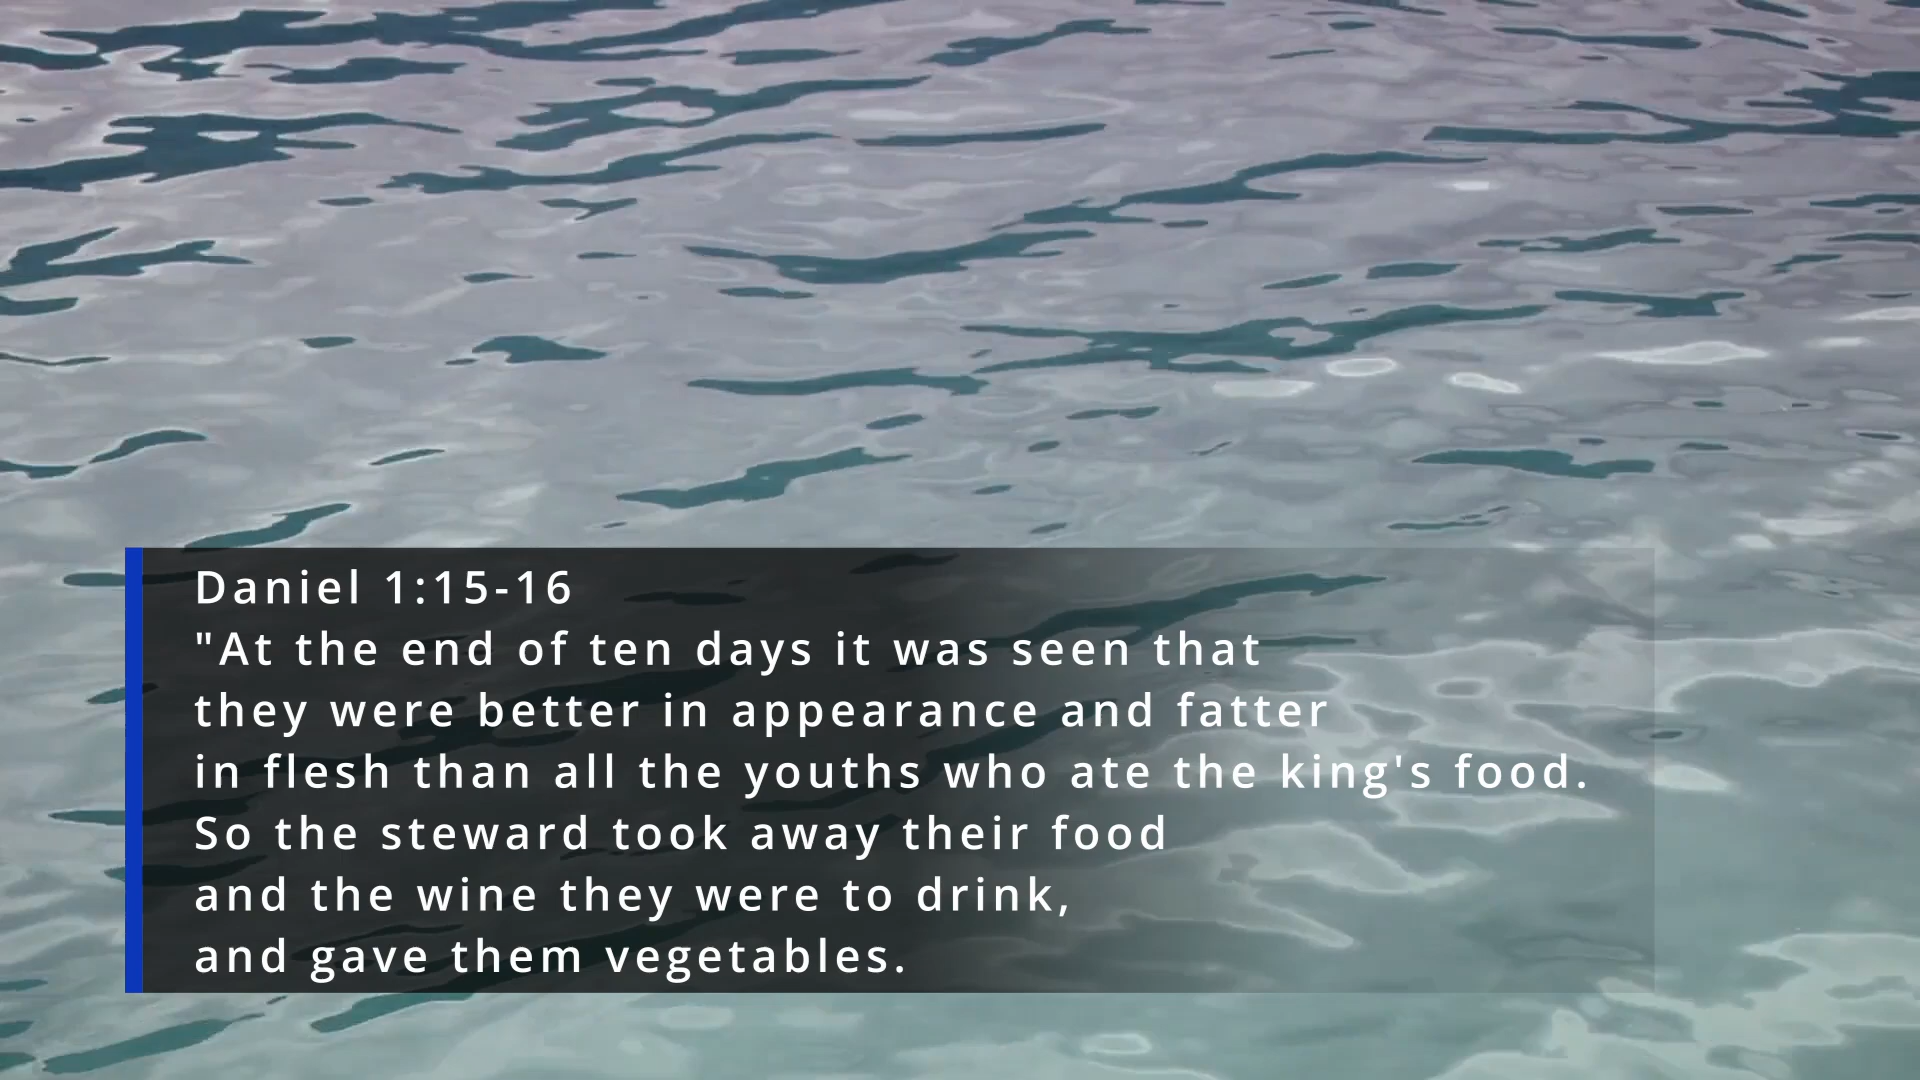 Daniel 1:15-16
"At the end of ten days it was seen that
they were better in appearance and fatter
in flesh than all the youths who ate the king's food.
So the steward took away their food
and the wine they were to drink,
and gave them vegetables.